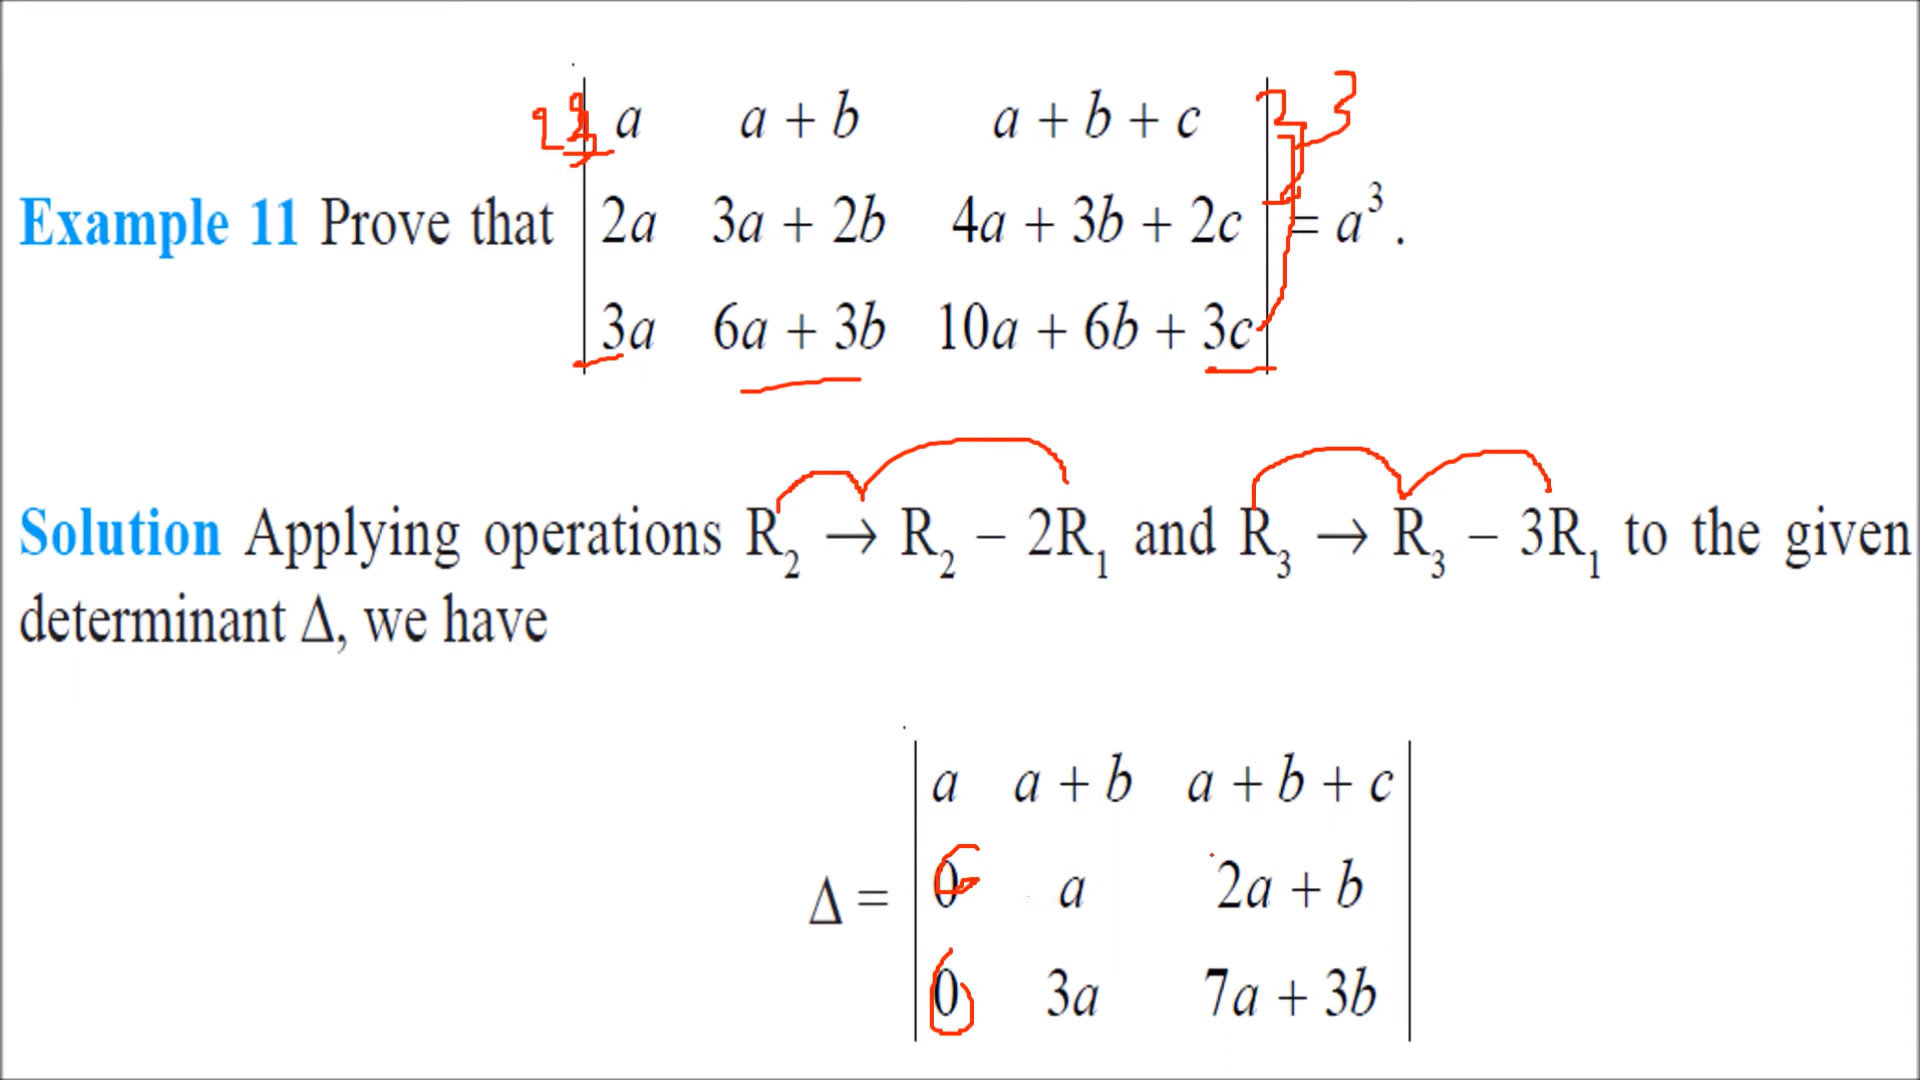 a a + b a + b + c
Example 11 Prove that 2a 3a + 2b 4a + 3b + 2c = a³ .
3a 6a + 3b 10a + 6b + 3c
Solution Applying operations R₂ → R₂ – 2R₁ and R₃ → R₃ – 3R₁ to the given
determinant Δ, we have
a a + b a + b + c
Δ = 0 a 2a + b
0 3a 7a + 3b